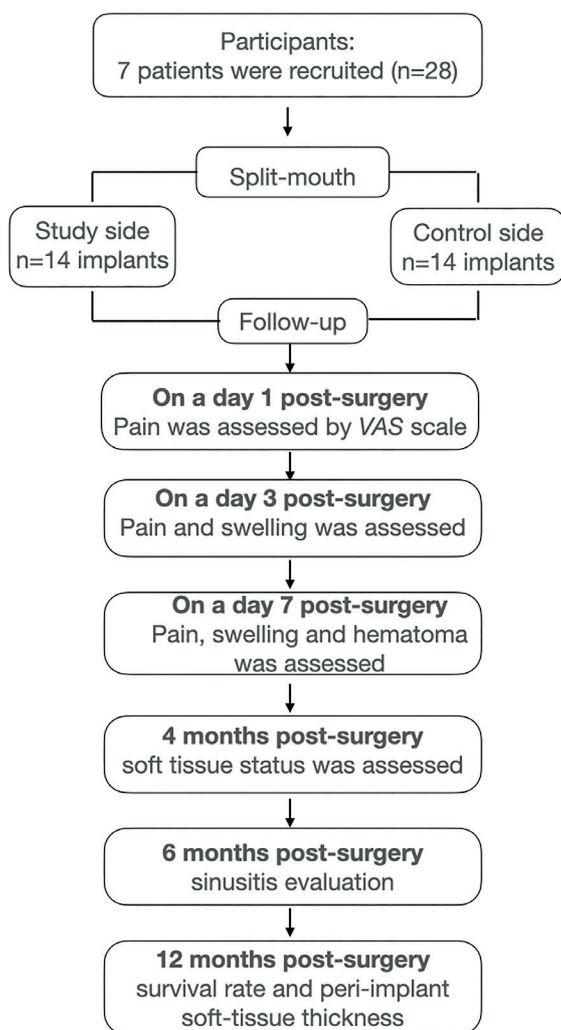 Participants:
7 patients were recruited (n=28)
Split-mouth
Study side
n=14 implants
Control side
n=14 implants
Follow-up
On a day 1 post-surgery
Pain was assessed by VAS scale
On a day 3 post-surgery
Pain and swelling was assessed
On a day 7 post-surgery
Pain, swelling and hematoma
was assessed
4 months post-surgery
soft tissue status was assessed
6 months post-surgery
sinusitis evaluation
12 months post-surgery
survival rate and peri-implant
soft-tissue thickness